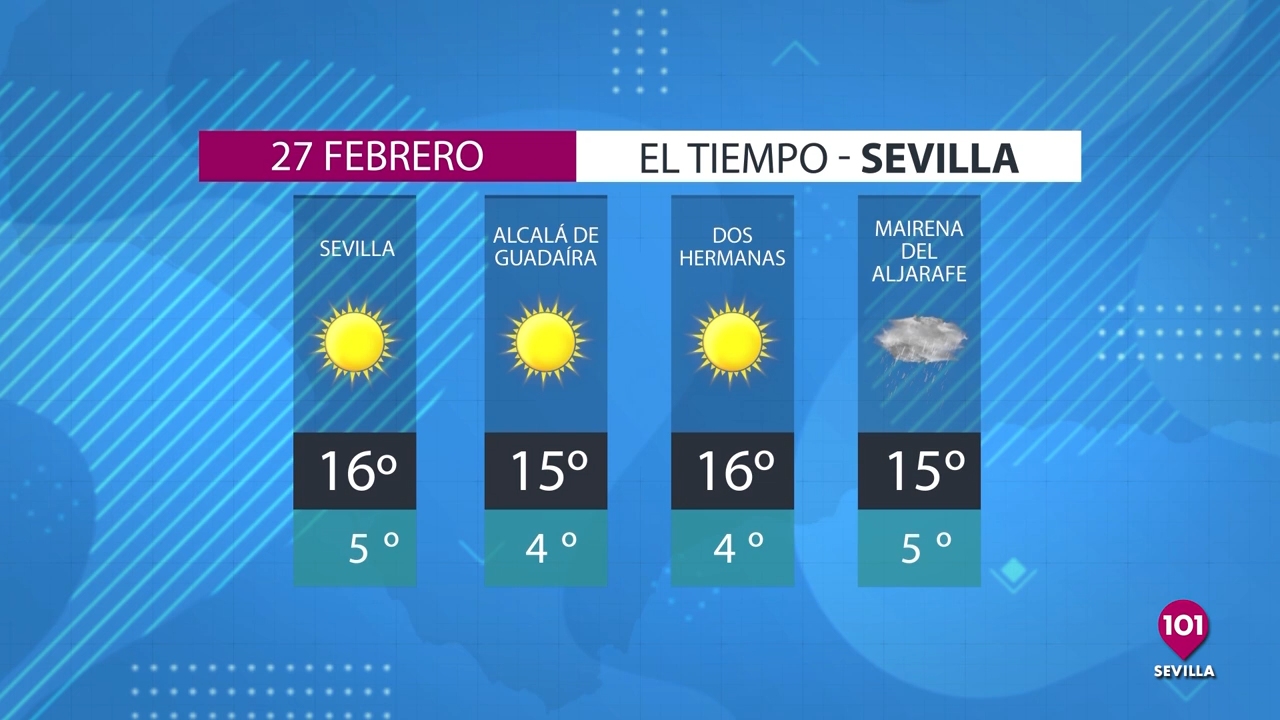 27 FEBRERO
EL TIEMPO - SEVILLA
SEVILLA
16º
5 º
ALCALÁ DE
GUADAÍRA
15º
4 º
DOS
HERMANAS
16º
4 º
MAIRENA
DEL
ALJARAFE
15º
5 º
101
SEVILLA